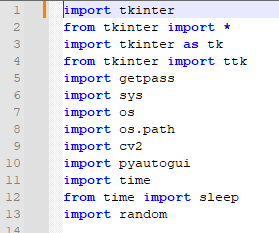 1 import tkinter
2 from tkinter import *
3 import tkinter as tk
4 from tkinter import ttk
5 import getpass
6 import sys
7 import os
8 import os.path
9 import cv2
10 import pyautogui
11 import time
12 from time import sleep
13 import random